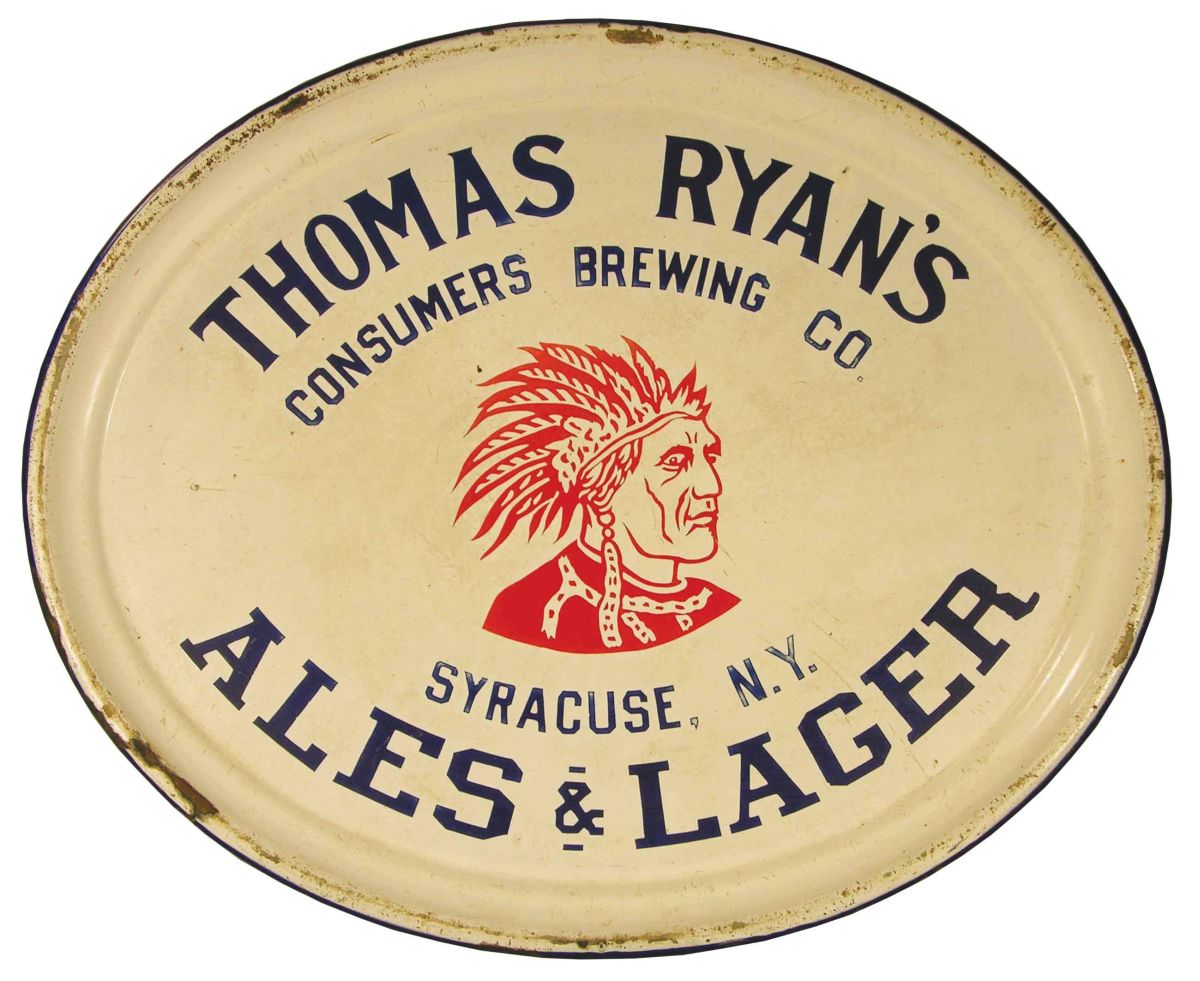 THOMAS RYAN'S
CONSUMERS BREWING CO.
SYRACUSE, N.Y.
ALES & LAGER